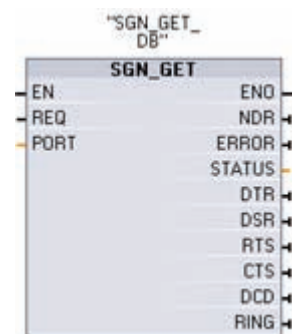 "SGN_GET_
DB"
SGN_GET
EN ENO
REQ NDR
PORT ERROR
STATUS
DTR
DSR
RTS
CTS
DCD
RING